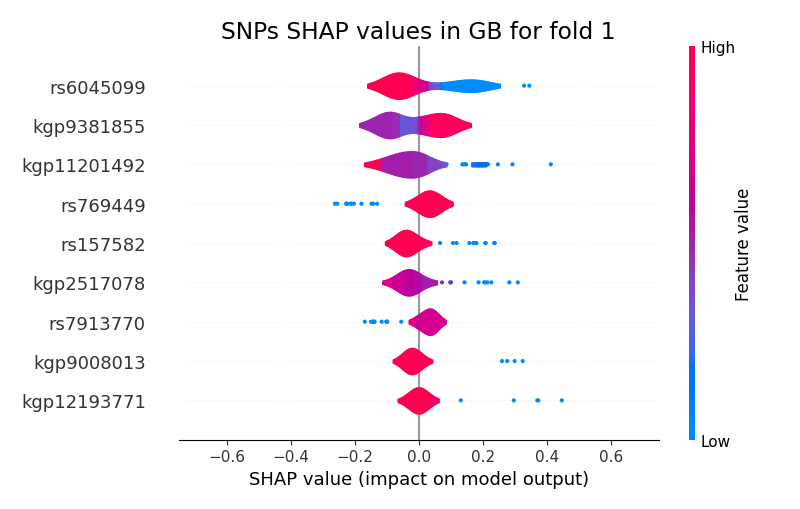 SNPs SHAP values in GB for fold 1
High
rs6045099
kgp9381855
kgp11201492
rs769449
rs157582
kgp2517078
rs7913770
kgp9008013
kgp12193771
Feature value
Low
−0.6 −0.4 −0.2 0.0 0.2 0.4 0.6
SHAP value (impact on model output)